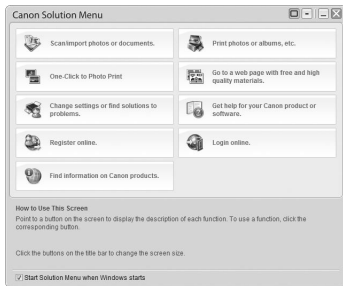 Canon Solution Menu
Scan/import photos or documents.
Print photos or albums, etc.
One-Click to Photo Print
Go to a web page with free and high
quality materials.
Change settings or find solutions to
problems.
Get help for your Canon product or
software.
Register online.
Login online.
Find information on Canon products.
How to Use This Screen
Point to a button on the screen to display the description of each function. To use a function, click the
corresponding button.
Click the buttons on the title bar to change the screen size.
Start Solution Menu when Windows starts